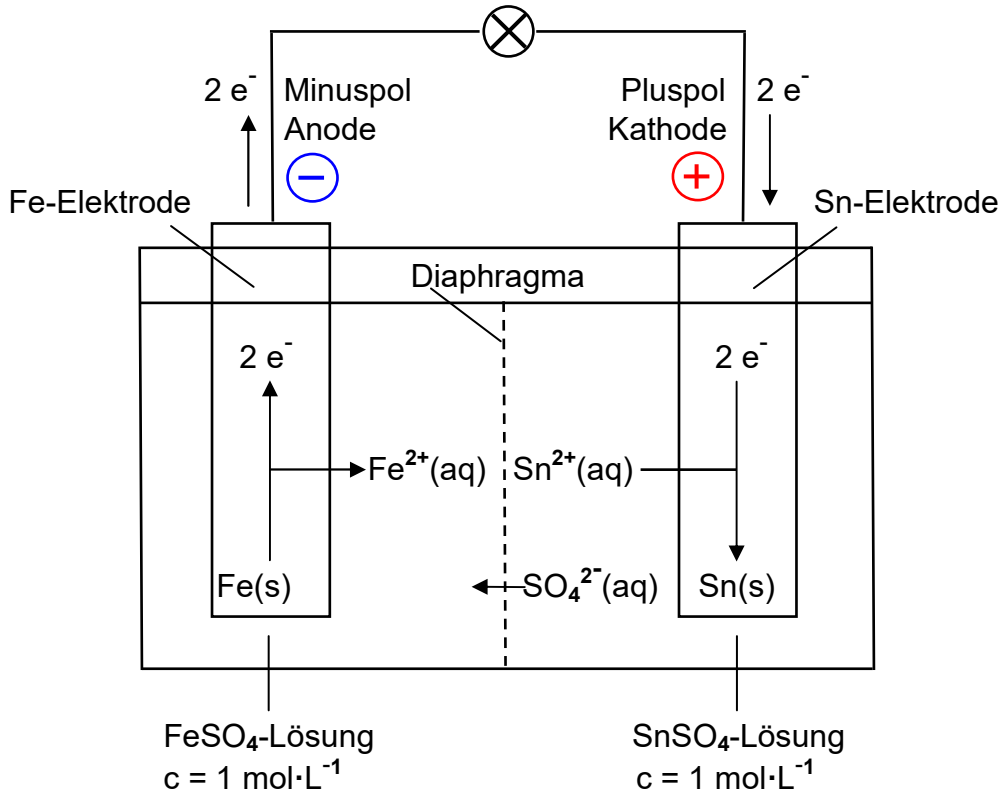 2 e⁻
Minuspol
Anode
−
Pluspol
Kathode
+
2 e⁻
Fe-Elektrode
Sn-Elektrode
Diaphragma
2 e⁻
2 e⁻
Fe²⁺(aq)
Sn²⁺(aq)
Fe(s)
SO₄²⁻(aq)
Sn(s)
FeSO₄-Lösung
c = 1 mol·L⁻¹
SnSO₄-Lösung
c = 1 mol·L⁻¹